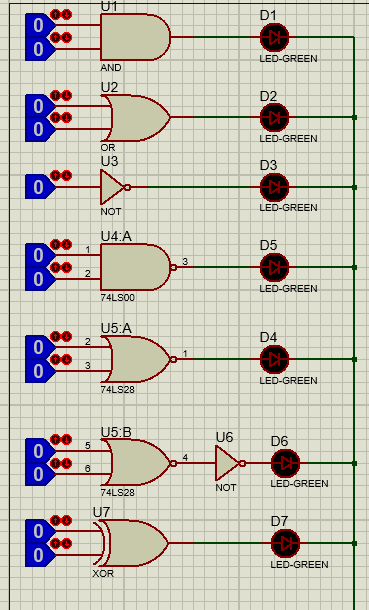 U1
D1
0
0
AND
LED-GREEN
U2
D2
0
0
OR
LED-GREEN
U3
D3
0
NOT
LED-GREEN
U4:A
D5
0
0
1
2
3
74LS00
LED-GREEN
U5:A
D4
0
0
2
3
1
74LS28
LED-GREEN
U5:B
U6
D6
0
0
5
6
4
74LS28
NOT
LED-GREEN
U7
D7
0
0
XOR
LED-GREEN